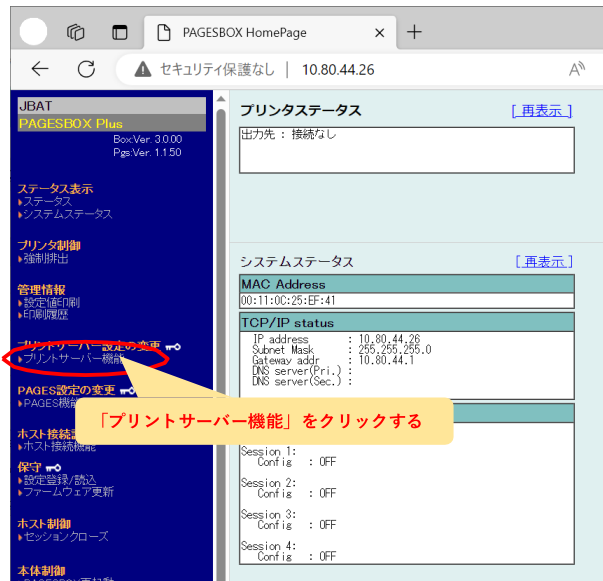 PAGESBOX HomePage
セキュリティ保護なし | 10.80.44.26
JBAT
PAGESBOX Plus
Box:Ver. 3.0.00
Pgs:Ver. 1.1.50
ステータス表示
ステータス
システムステータス
プリンタ制御
強制排出
管理情報
設定値印刷
印刷履歴
プリントサーバー設定の変更
プリントサーバー機能
PAGES設定の変更
PAGES機能
ホスト接続
ホスト接続機能
保守
設定登録/読込
ファームウェア更新
ホスト制御
セッションクローズ
本体制御
プリンタステータス
[ 再表示 ]
出力先 : 接続なし
システムステータス
[ 再表示 ]
MAC Address
00:11:0C:25:EF:41
TCP/IP status
IP address : 10.80.44.26
Subnet Mask : 255.255.255.0
Gateway addr : 10.80.44.1
DNS server(Pri.) :
DNS server(Sec.) :
「プリントサーバー機能」をクリックする
Session 1:
Config : OFF
Session 2:
Config : OFF
Session 3:
Config : OFF
Session 4:
Config : OFF